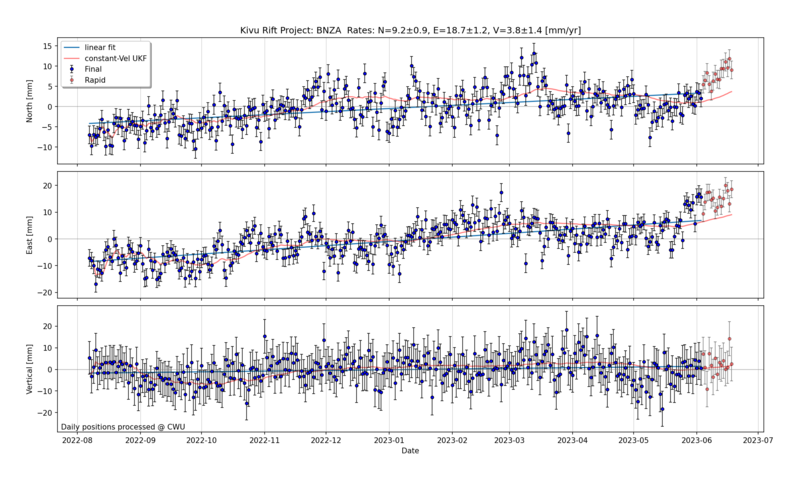 Kivu Rift Project: BNZA  Rates: N=9.2±0.9, E=18.7±1.2, V=3.8±1.4 [mm/yr]
linear fit
constant-Vel UKF
Final
Rapid
15
10
5
0
−5
−10
North [mm]
20
10
0
−10
−20
East [mm]
20
10
0
−10
−20
Vertical [mm]
Daily positions processed @ CWU
2022-08 2022-09 2022-10 2022-11 2022-12 2023-01 2023-02 2023-03 2023-04 2023-05 2023-06 2023-07
Date